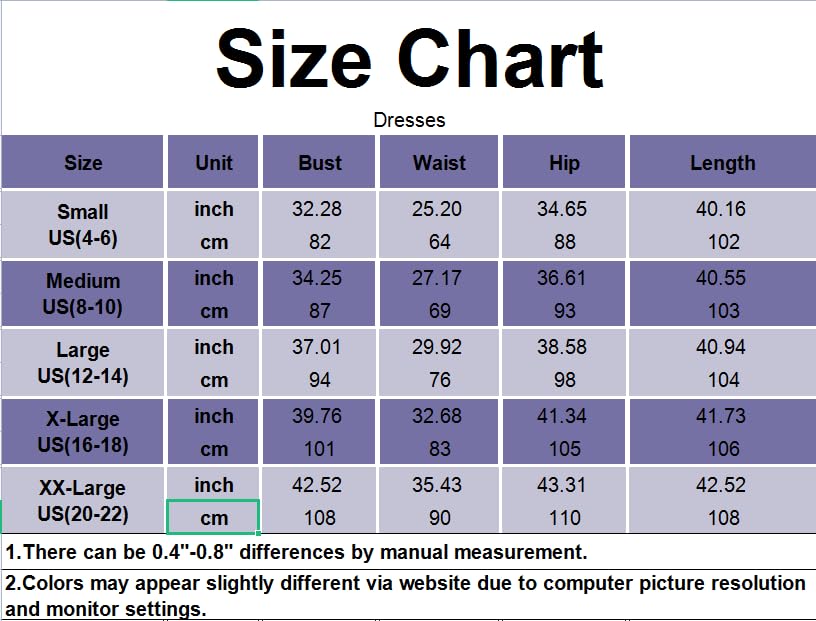 Size Chart
Dresses
Size Unit Bust Waist Hip Length
Small US(4-6) inch 32.28 25.20 34.65 40.16
cm 82 64 88 102
Medium US(8-10) inch 34.25 27.17 36.61 40.55
cm 87 69 93 103
Large US(12-14) inch 37.01 29.92 38.58 40.94
cm 94 76 98 104
X-Large US(16-18) inch 39.76 32.68 41.34 41.73
cm 101 83 105 106
XX-Large US(20-22) inch 42.52 35.43 43.31 42.52
cm 108 90 110 108
1.There can be 0.4"-0.8" differences by manual measurement.
2.Colors may appear slightly different via website due to computer picture resolution
and monitor settings.